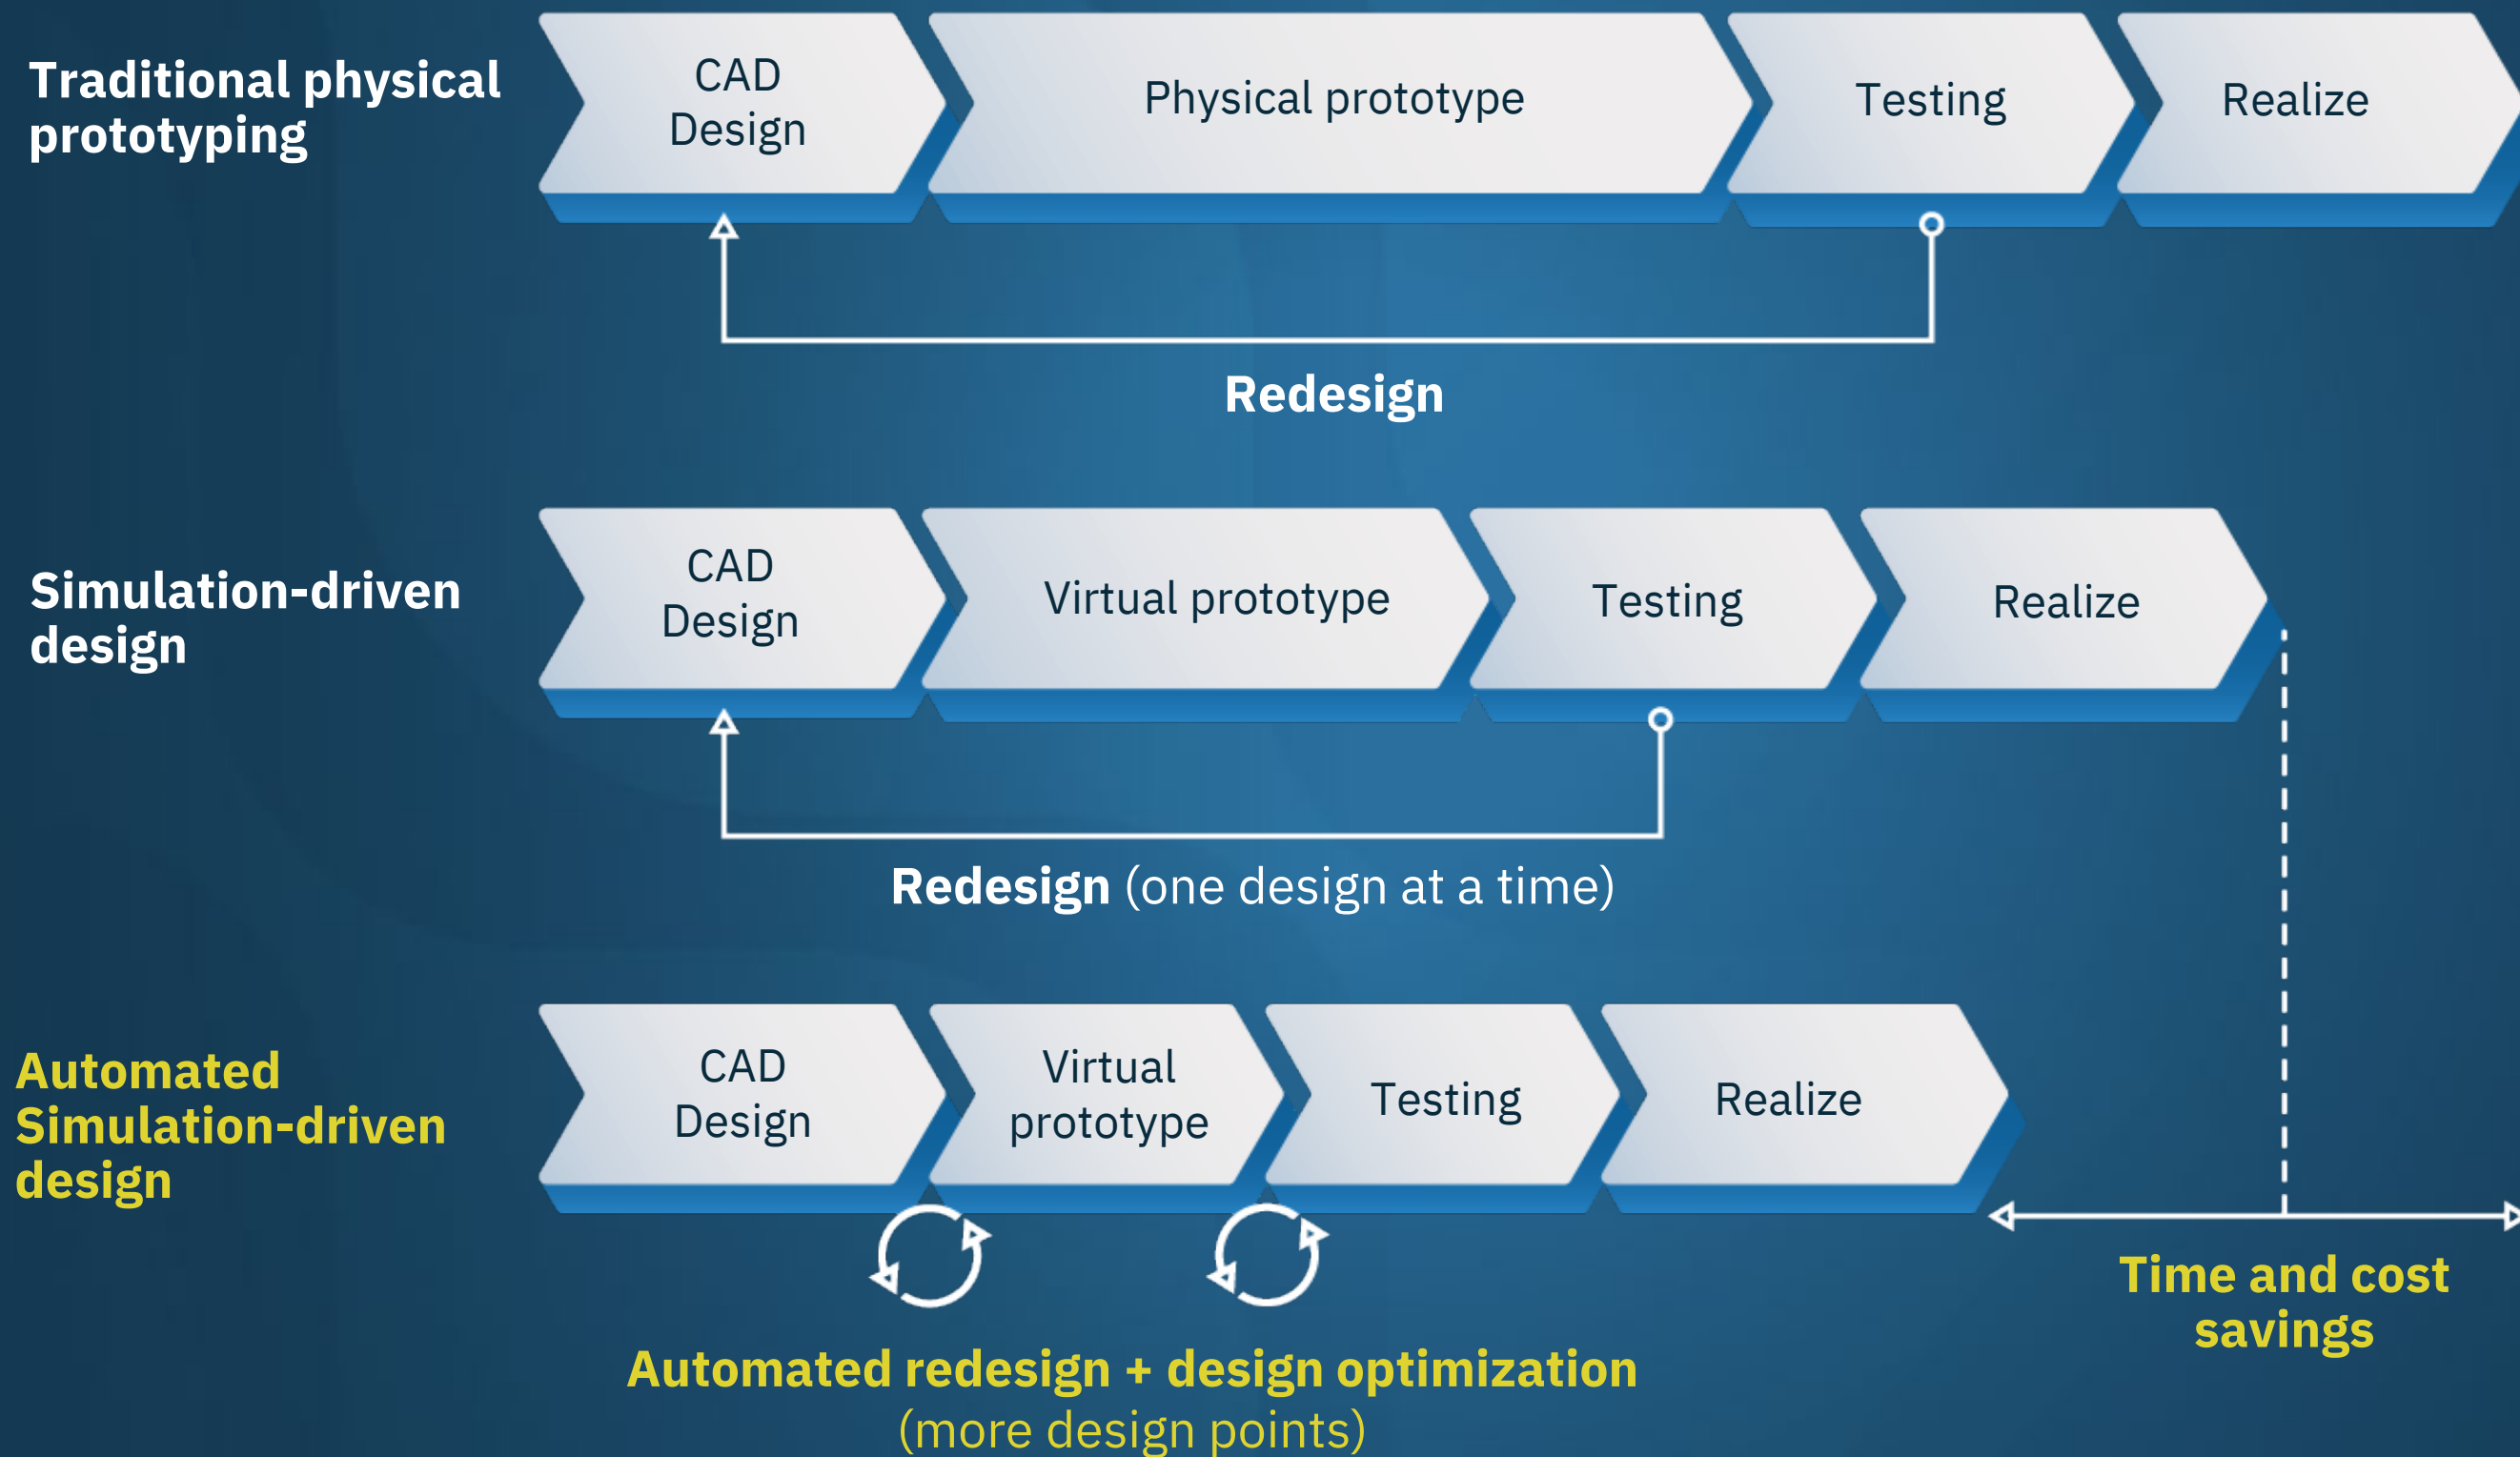 Traditional physical
prototyping
CAD
Design
Physical prototype
Testing
Realize
Redesign
Simulation-driven
design
CAD
Design
Virtual prototype
Testing
Realize
Redesign (one design at a time)
Automated
Simulation-driven
design
CAD
Design
Virtual
prototype
Testing
Realize
Time and cost
savings
Automated redesign + design optimization
(more design points)